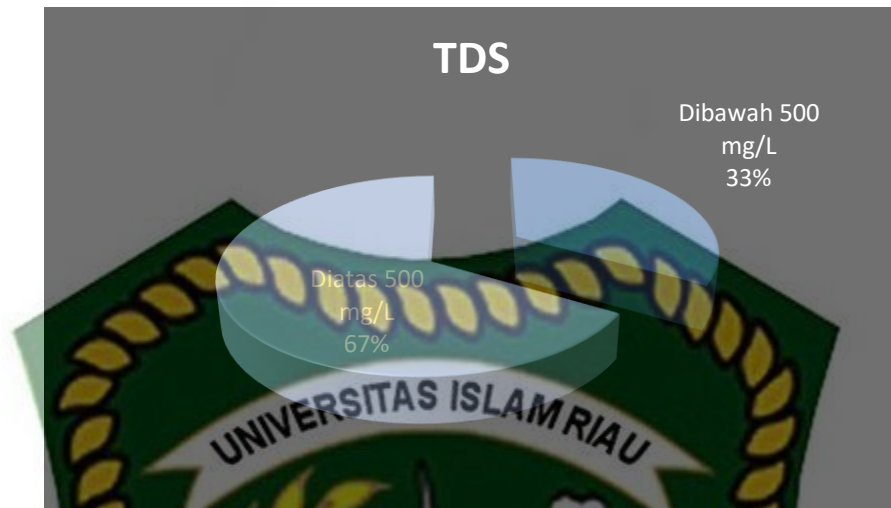 TDS
Dibawah 500
mg/L
33%
Diatas 500
mg/L
67%
UNIVERSITAS ISLAM RIAU